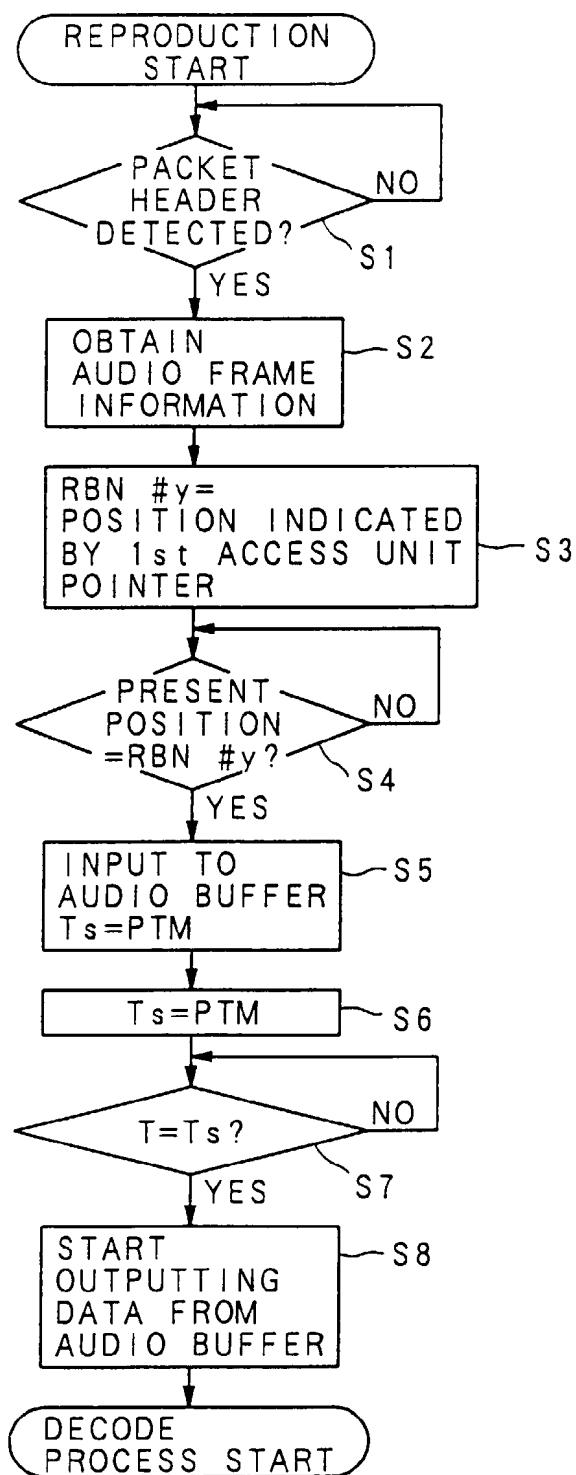 REPRODUCTION
START
PACKET
HEADER
DETECTED?
NO
S1
YES
OBTAIN
AUDIO FRAME
INFORMATION
S2
RBN #y=
POSITION INDICATED
BY 1st ACCESS UNIT
POINTER
S3
PRESENT
POSITION
=RBN #y?
NO
S4
YES
INPUT TO
AUDIO BUFFER
Ts=PTM
S5
Ts=PTM
S6
T=Ts?
NO
S7
YES
START
OUTPUTTING
DATA FROM
AUDIO BUFFER
S8
DECODE
PROCESS START